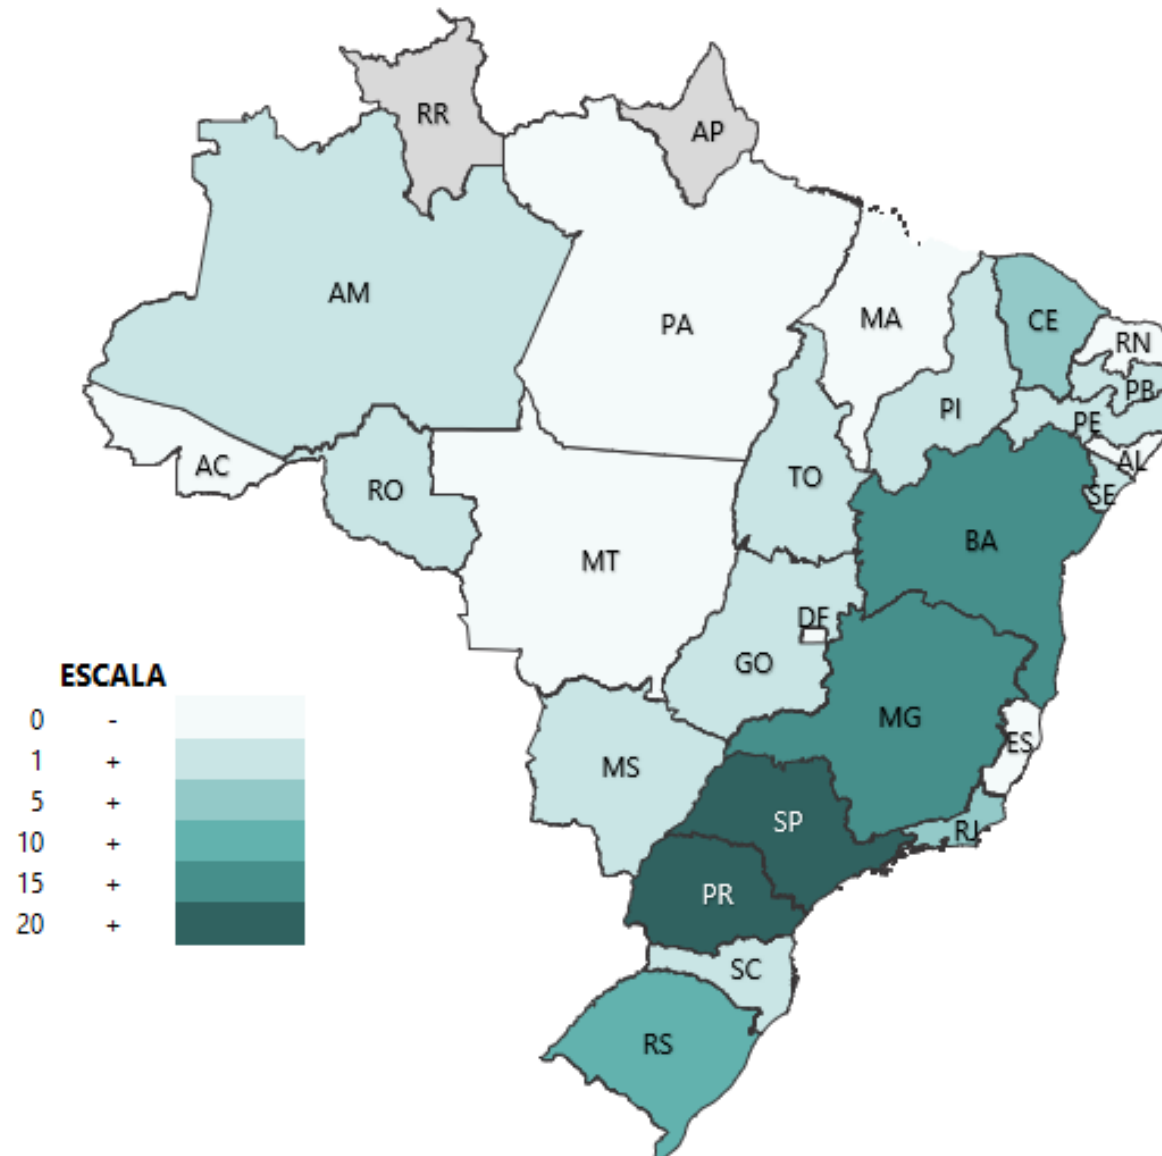 RR
AP
AM
PA
MA
CE
RN
PB
PI
PE
AL
AC
RO
TO
SE
BA
MT
DF
GO
ESCALA
0 -
1 +
5 +
10 +
15 +
20 +
MG
ES
MS
SP
RJ
PR
SC
RS